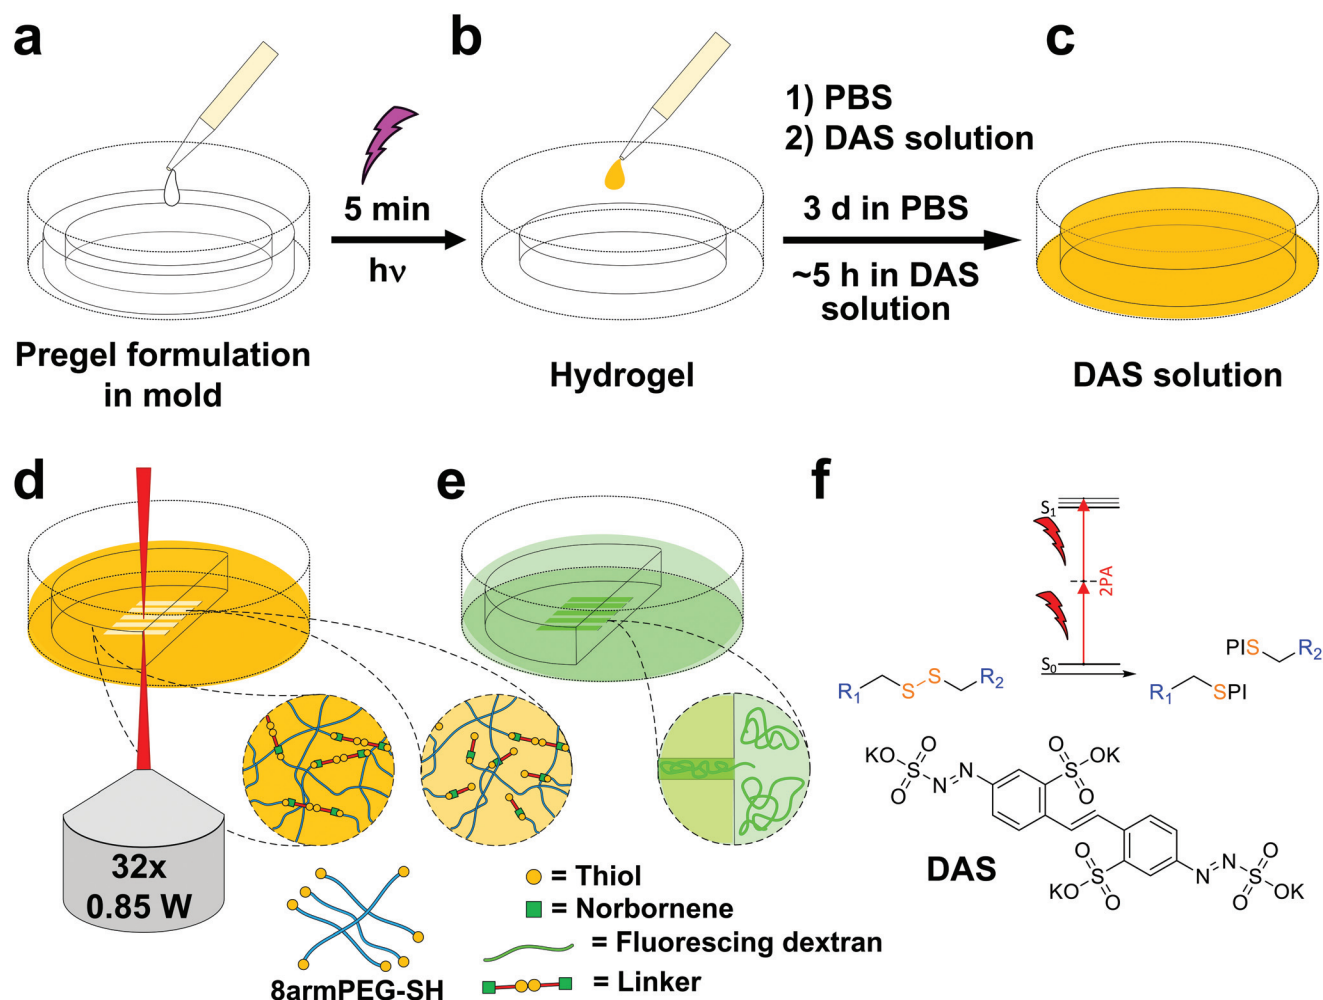 a
b
c
5 min
hν
1) PBS
2) DAS solution
3 d in PBS
~5 h in DAS
solution
Pregel formulation
in mold
Hydrogel
DAS solution
d
e
f
32x
0.85 W
8armPEG-SH
= Thiol
= Norbornene
= Fluorescing dextran
= Linker
S₁
2PA
S₀
R₁
S
S
R₂
PIS
R₂
R₁
SPI
KO
O
S
O
N
N
O
S
OK
O
DAS
KO
O
S
O
N
N
O
S
OK
O